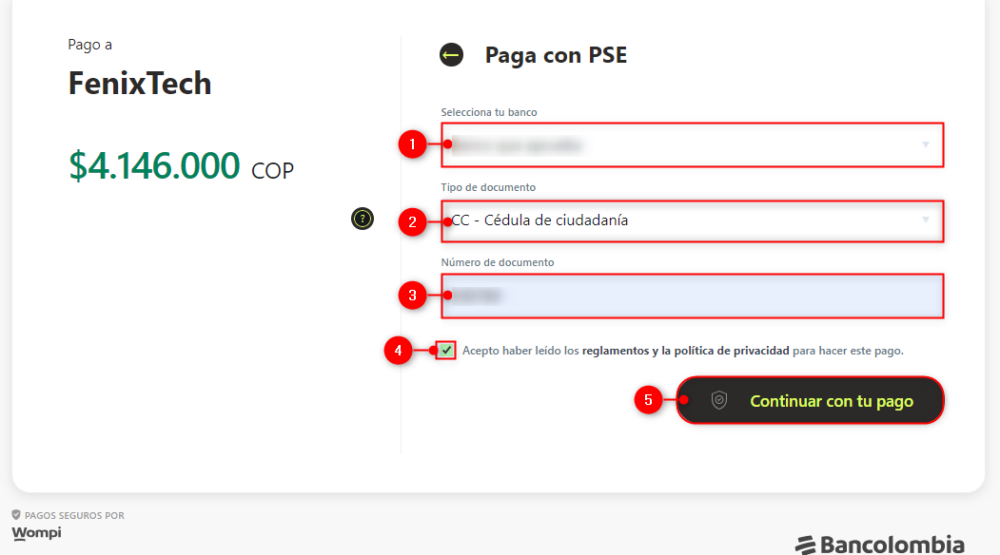 Pago a
FenixTech
$4.146.000 COP
?
Paga con PSE
Selecciona tu banco
1
Tipo de documento
2
CC - Cédula de ciudadanía
Número de documento
3
4
Acepto haber leído los reglamentos y la política de privacidad para hacer este pago.
5
Continuar con tu pago
PAGOS SEGUROS POR
Wompi
Bancolombia